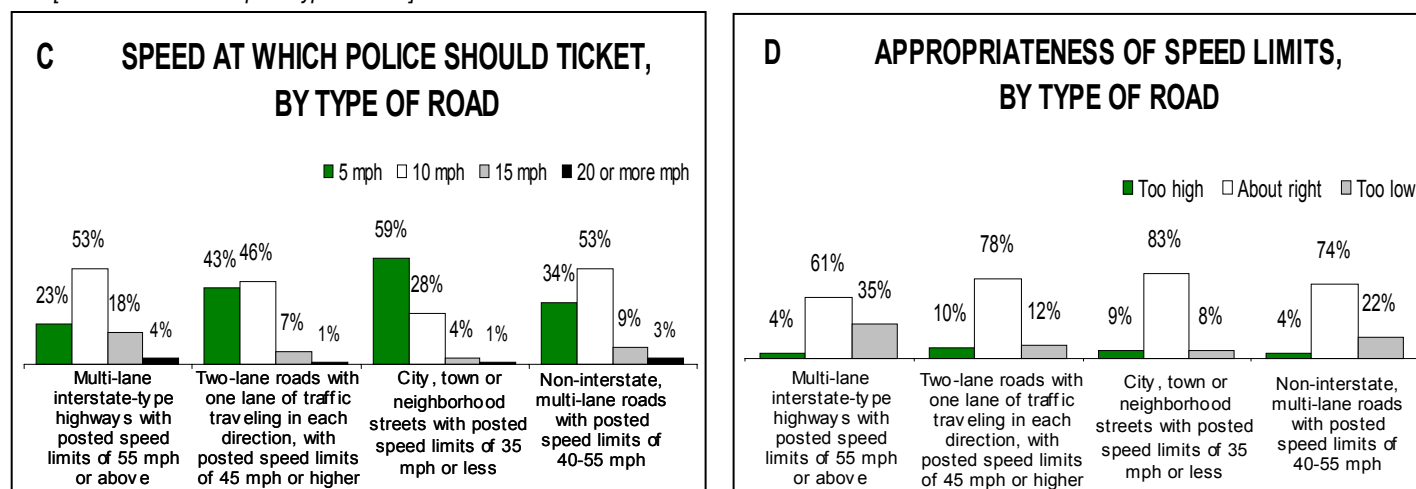 C SPEED AT WHICH POLICE SHOULD TICKET,
BY TYPE OF ROAD
5 mph 10 mph 15 mph 20 or more mph
23% 53% 18% 4%
43% 46% 7% 1%
59% 28% 4% 1%
34% 53% 9% 3%
Multi-lane
interstate-type
highways with
posted speed
limits of 55 mph
or above
Two-lane roads with
one lane of traffic
traveling in each
direction, with
posted speed limits
of 45 mph or higher
City, town or
neighborhood
streets with posted
speed limits of 35
mph or less
Non-interstate,
multi-lane roads
with posted
speed limits of
40-55 mph
D APPROPRIATENESS OF SPEED LIMITS,
BY TYPE OF ROAD
Too high About right Too low
4% 61% 35%
10% 78% 12%
9% 83% 8%
4% 74% 22%
Multi-lane
interstate-type
highways with
posted speed
limits of 55 mph
or above
Two-lane roads with
one lane of traffic
traveling in each
direction, with
posted speed limits
of 45 mph or higher
City, town or
neighborhood
streets with posted
speed limits of 35
mph or less
Non-interstate,
multi-lane roads
with posted
speed limits of
40-55 mph